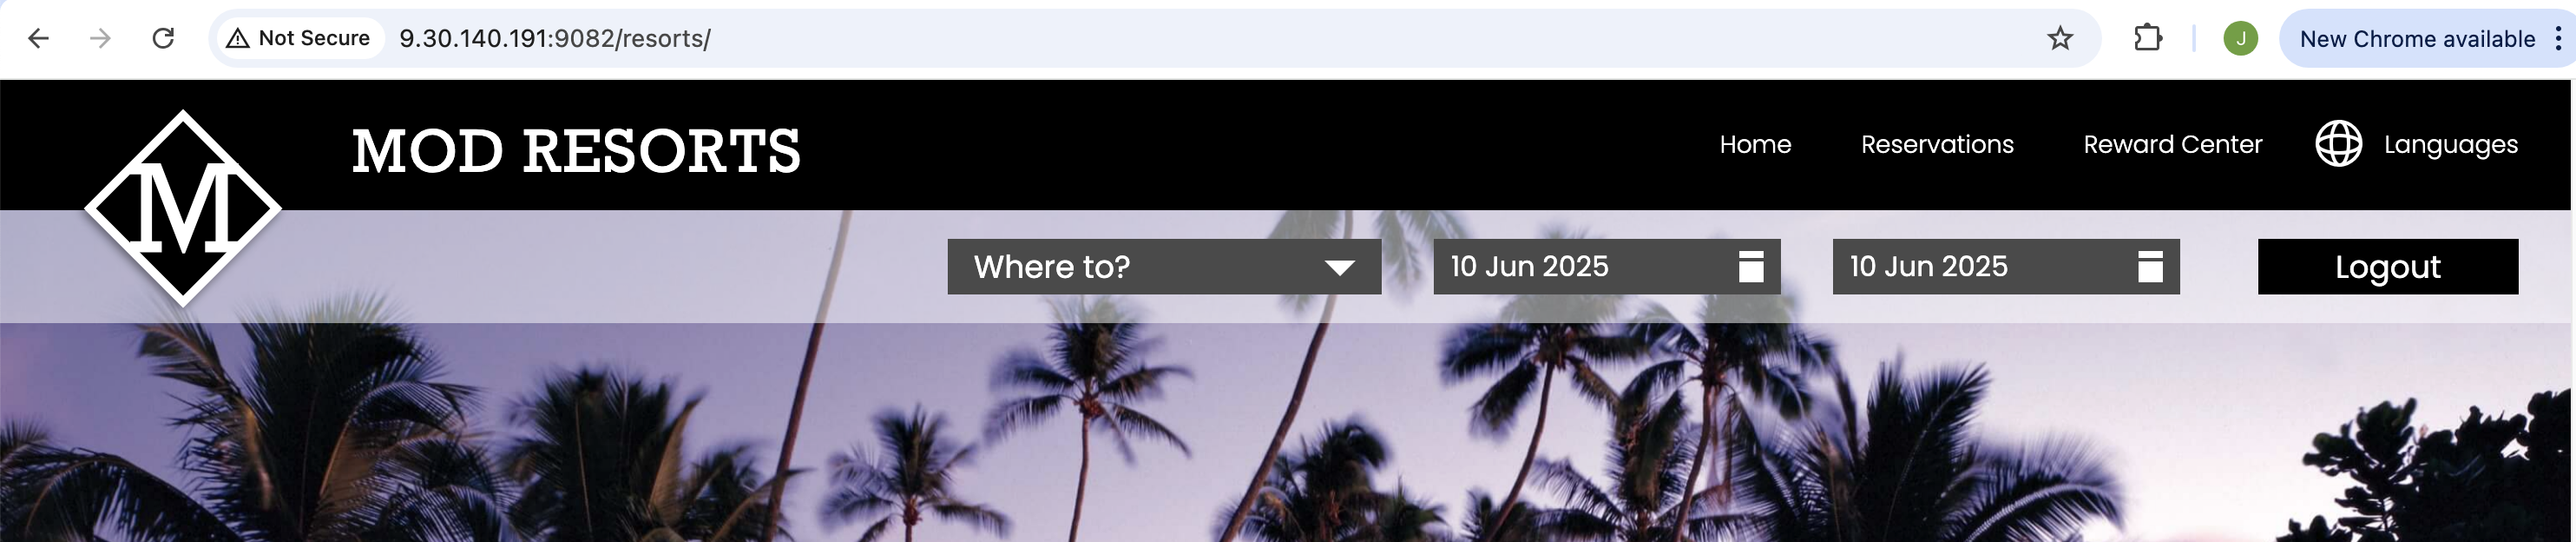 Not Secure 9.30.140.191:9082/resorts/ J New Chrome available
M MOD RESORTS Home Reservations Reward Center Languages
Where to? 10 Jun 2025 10 Jun 2025 Logout